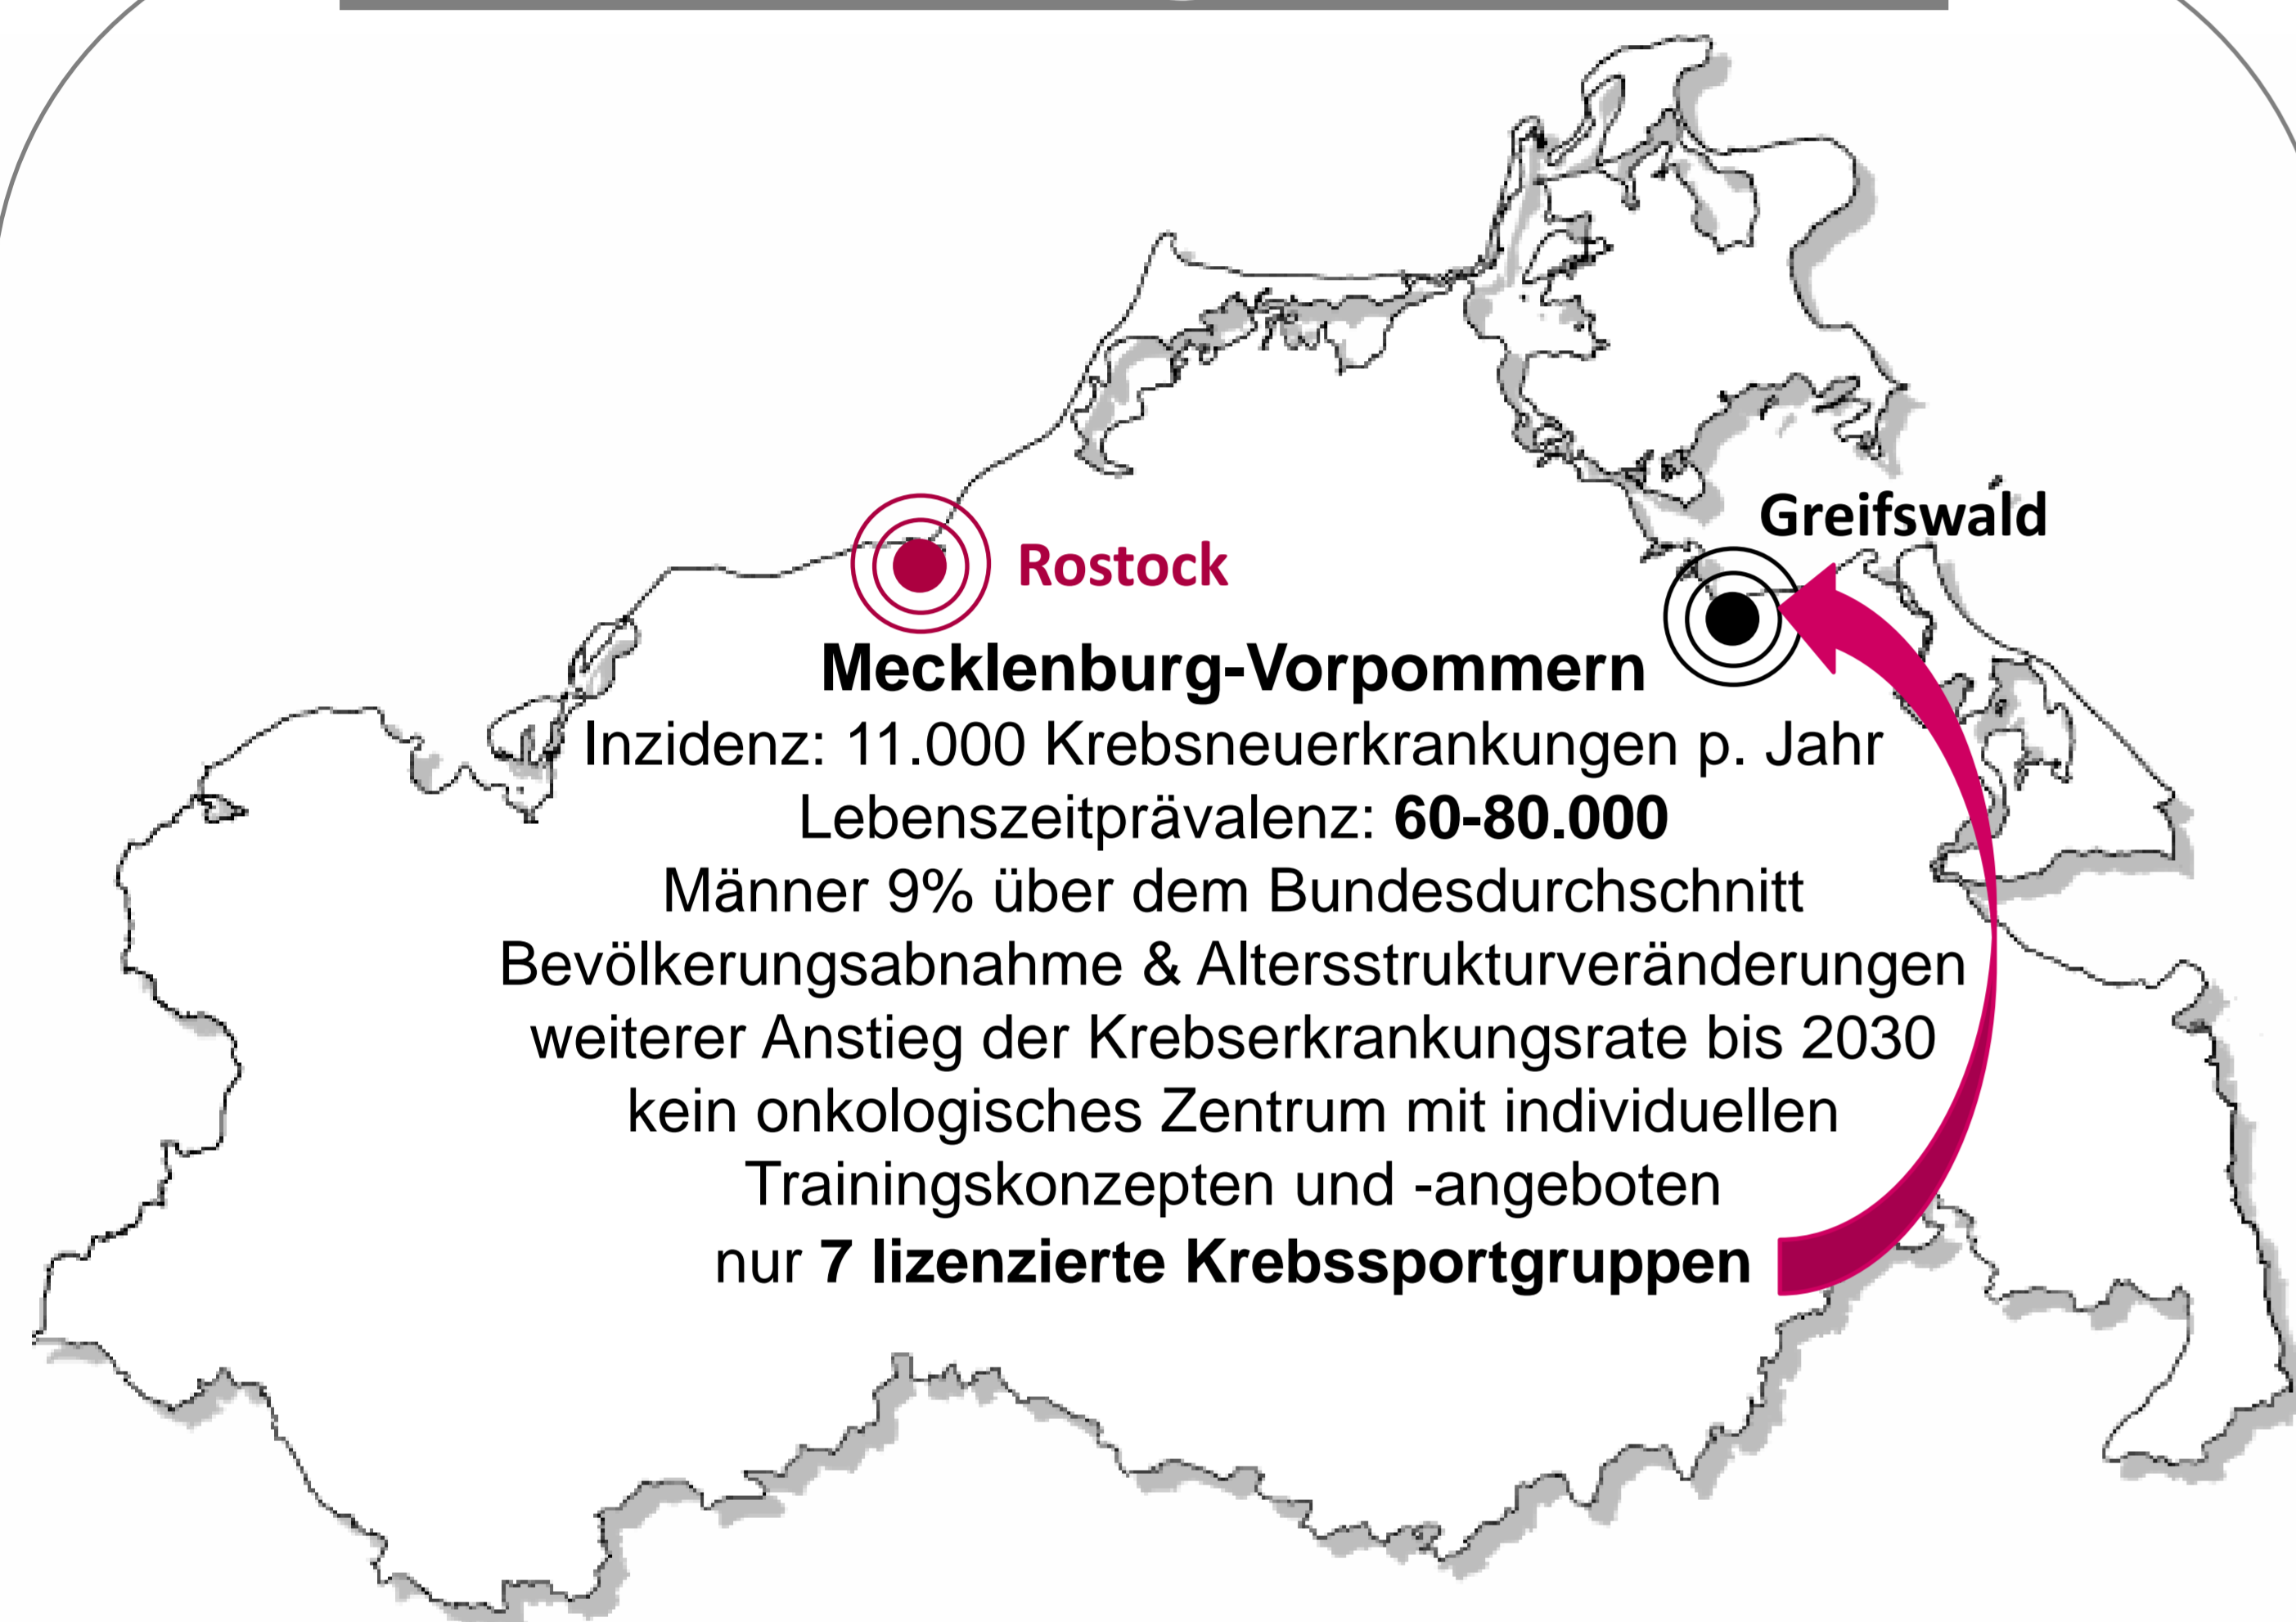 Greifswald
Rostock
Mecklenburg-Vorpommern
Inzidenz: 11.000 Krebsneuerkrankungen p. Jahr
Lebenszeitprävalenz: 60-80.000
Männer 9% über dem Bundesdurchschnitt
Bevölkerungsabnahme & Altersstrukturveränderungen
weiterer Anstieg der Krebserkrankungsrate bis 2030
kein onkologisches Zentrum mit individuellen
Trainingskonzepten und -angeboten
nur 7 lizenzierte Krebssportgruppen